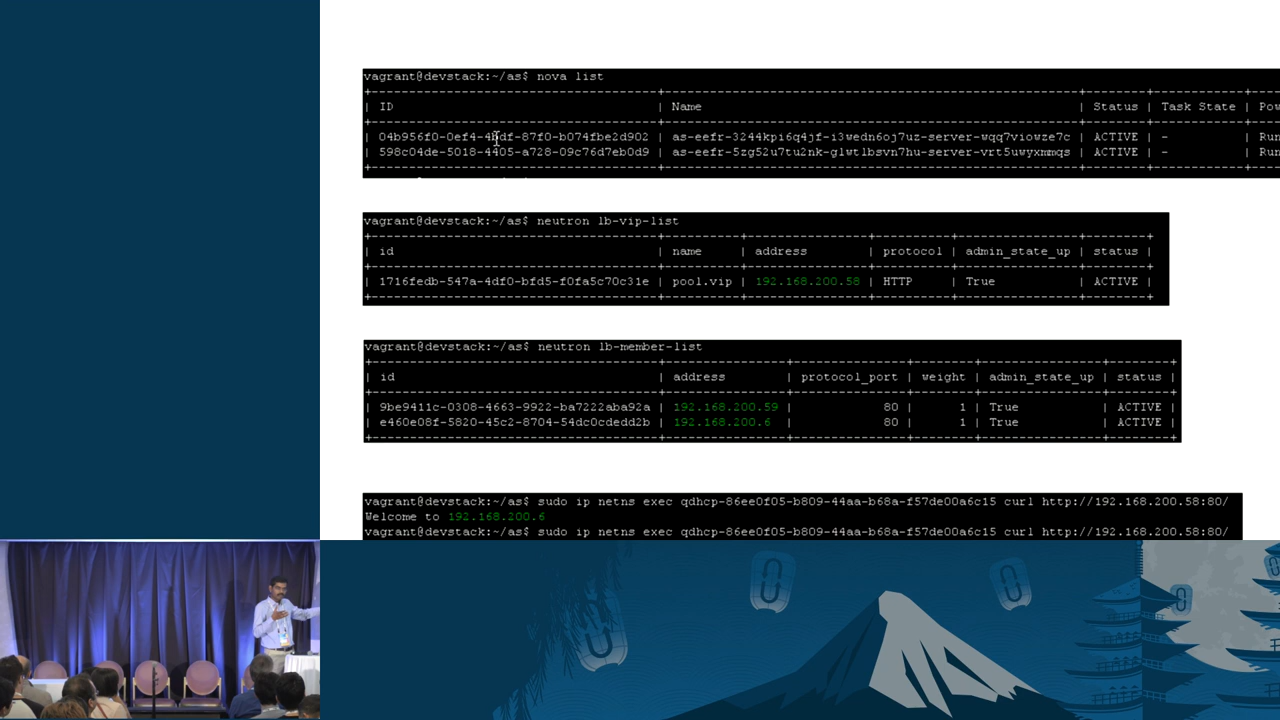 vagrant@devstack:~/as$ nova list
| ID | Name | Status | Task State | Pow
| 04b956f0-0ef4-4bdf-87f0-b074fbe2d902 | as-eefr-3244kpi6q4jf-i3wedn6oj7uz-server-wqq7viowze7c | ACTIVE | - | Run
| 598c04de-5018-4405-a728-09c76d7eb0d9 | as-eefr-5zg52u7tu2nk-glwtlbsvn7hu-server-vrt5uwyxmmqs | ACTIVE | - | Run
vagrant@devstack:~/as$ neutron lb-vip-list
| id | name | address | protocol | admin_state_up | status |
| 1716fedb-547a-4df0-bfd5-f0fa5c70c31e | pool.vip | 192.168.200.58 | HTTP | True | ACTIVE |
vagrant@devstack:~/as$ neutron lb-member-list
| id | address | protocol_port | weight | admin_state_up | status |
| 9be9411c-0308-4663-9922-ba7222aba92a | 192.168.200.59 | 80 | 1 | True | ACTIVE |
| e460e08f-5820-45c2-8704-54dc0cdedd2b | 192.168.200.6 | 80 | 1 | True | ACTIVE |
vagrant@devstack:~/as$ sudo ip netns exec qdhcp-86ee0f05-b809-44aa-b68a-f57de00a6c15 curl http://192.168.200.58:80/
Welcome to 192.168.200.6
vagrant@devstack:~/as$ sudo ip netns exec qdhcp-86ee0f05-b809-44aa-b68a-f57de00a6c15 curl http://192.168.200.58:80/